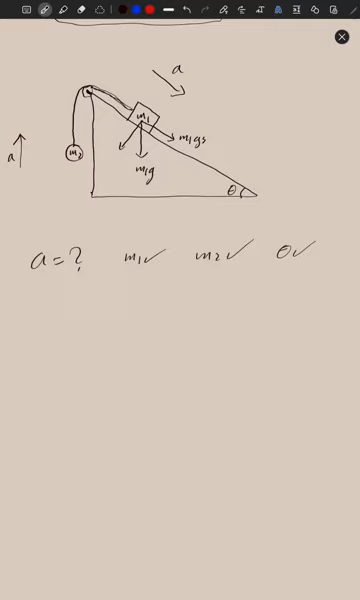 a
m1
a
m2
m1gs
m1g
θ
a = ? m1✓ m2✓ θ✓